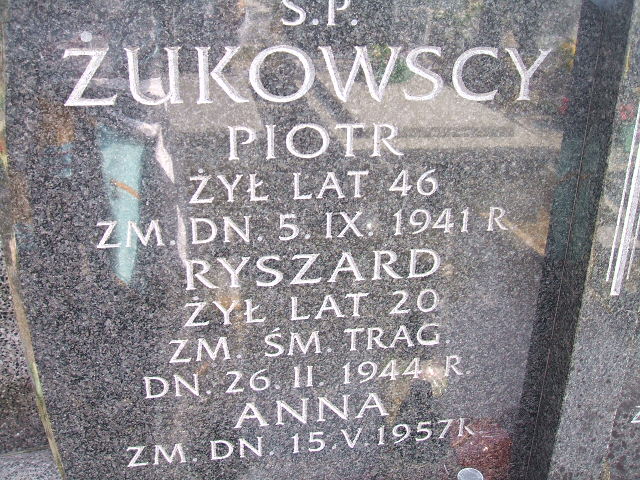 Ś.P.
ŻUKOWSCY
PIOTR
ŻYŁ LAT 46
ZM. DN. 5. IX. 1941 R
RYSZARD
ŻYŁ LAT 20
ZM. ŚM. TRAG.
DN. 26. II. 1944 R.
ANNA
ZM. DN. 15.V.1957R